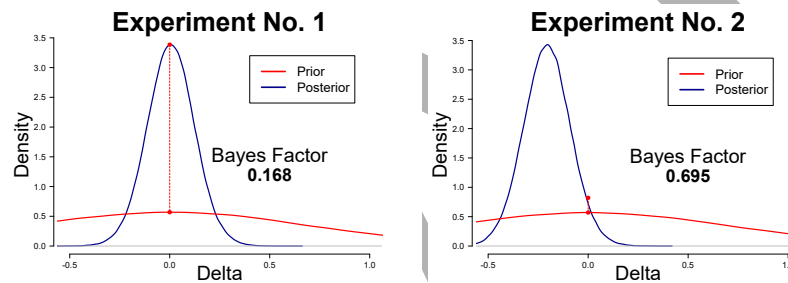 Experiment No. 1
Density
3.5
3.0
2.5
2.0
1.5
1.0
0.5
0.0
Prior
Posterior
Bayes Factor
0.168
-0.5
0.0
0.5
1.0
Delta
Experiment No. 2
Density
3.5
3.0
2.5
2.0
1.5
1.0
0.5
0.0
Prior
Posterior
Bayes Factor
0.695
-0.5
0.0
0.5
1.0
Delta